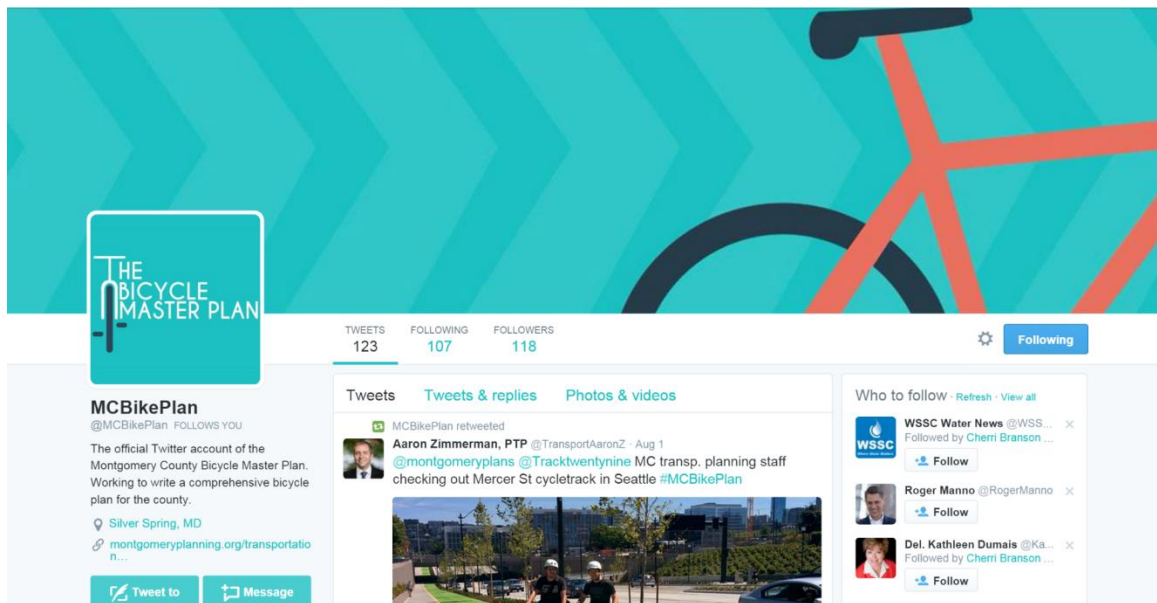 THE
BICYCLE
MASTER PLAN
TWEETS
123
FOLLOWING
107
FOLLOWERS
118
Following
MCBikePlan
@MCBikePlan FOLLOWS YOU
The official Twitter account of the
Montgomery County Bicycle Master Plan.
Working to write a comprehensive bicycle
plan for the county.
Silver Spring, MD
montgomeryplanning.org/transportatio
n...
Tweet to
Message
Tweets Tweets & replies Photos & videos
MCBikePlan retweeted
Aaron Zimmerman, PTP @TransportAaronZ · Aug 1
@montgomeryplans @Tracktwentynine MC transp. planning staff
checking out Mercer St cycletrack in Seattle #MCBikePlan
Who to follow · Refresh · View all
WSSC
WSSC Water News @WSS...
Followed by Cherri Branson ...
Follow
Roger Manno @RogerManno
Follow
Del. Kathleen Dumais @Ka...
Followed by Cherri Branson ...
Follow